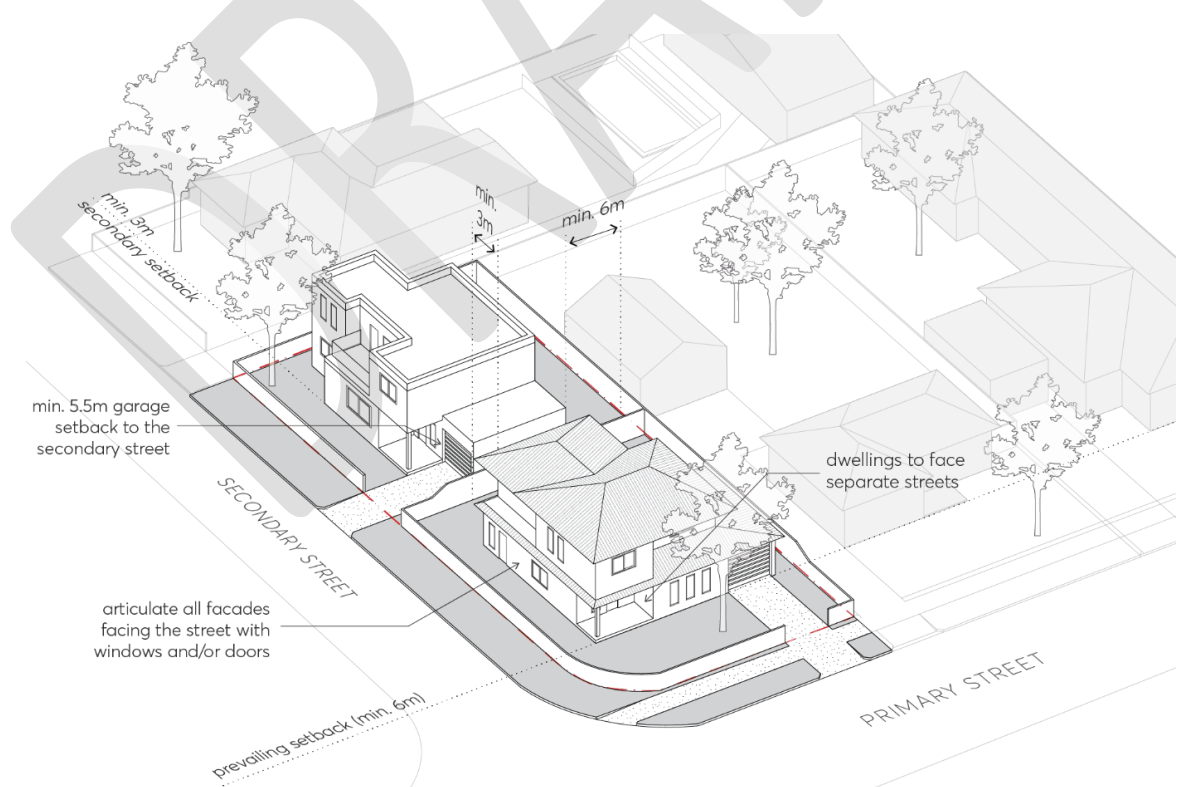 DRAFT
min. 3m
secondary setback
min.
3m
min. 6m
min. 5.5m garage
setback to the
secondary street
dwellings to face
separate streets
SECONDARY STREET
articulate all facades
facing the street with
windows and/or doors
prevailing setback (min. 6m)
PRIMARY STREET